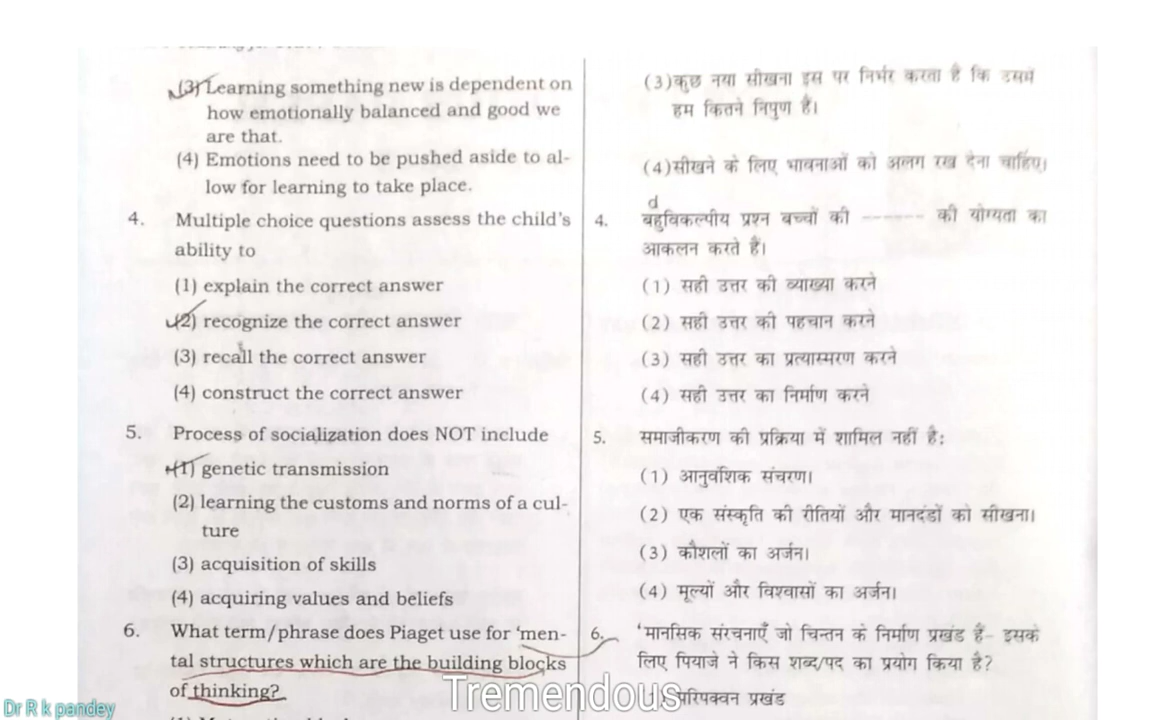 (3) Learning something new is dependent on
how emotionally balanced and good we
are that.
(4) Emotions need to be pushed aside to al-
low for learning to take place.
4. Multiple choice questions assess the child's
ability to
(1) explain the correct answer
(2) recognize the correct answer
(3) recall the correct answer
(4) construct the correct answer
5. Process of socialization does NOT include
(1) genetic transmission
(2) learning the customs and norms of a cul-
ture
(3) acquisition of skills
(4) acquiring values and beliefs
6. What term/phrase does Piaget use for 'men-
tal structures which are the building blocks
of thinking?
(3) कुछ नया सीखना इस पर निर्भर करता है कि उसमें
हम कितने निपुण हैं।
(4) सीखने के लिए भावनाओं को अलग रख देना चाहिए।
d
4. बहुविकल्पीय प्रश्न बच्चों की ------ की योग्यता का
आकलन करते हैं।
(1) सही उत्तर की व्याख्या करने
(2) सही उत्तर की पहचान करने
(3) सही उत्तर का प्रत्यास्मरण करने
(4) सही उत्तर का निर्माण करने
5. समाजीकरण की प्रक्रिया में शामिल नहीं है:
(1) आनुवंशिक संचरण।
(2) एक संस्कृति की रीतियों और मानदंडों को सीखना।
(3) कौशलों का अर्जन।
(4) मूल्यों और विश्वासों का अर्जन।
6. 'मानसिक संरचनाएँ जो चिन्तन के निर्माण प्रखंड हैं- इसके
लिए पियाजे ने किस शब्द/पद का प्रयोग किया है?
परिपक्वन प्रखंड
Tremendous
Dr R k pandey